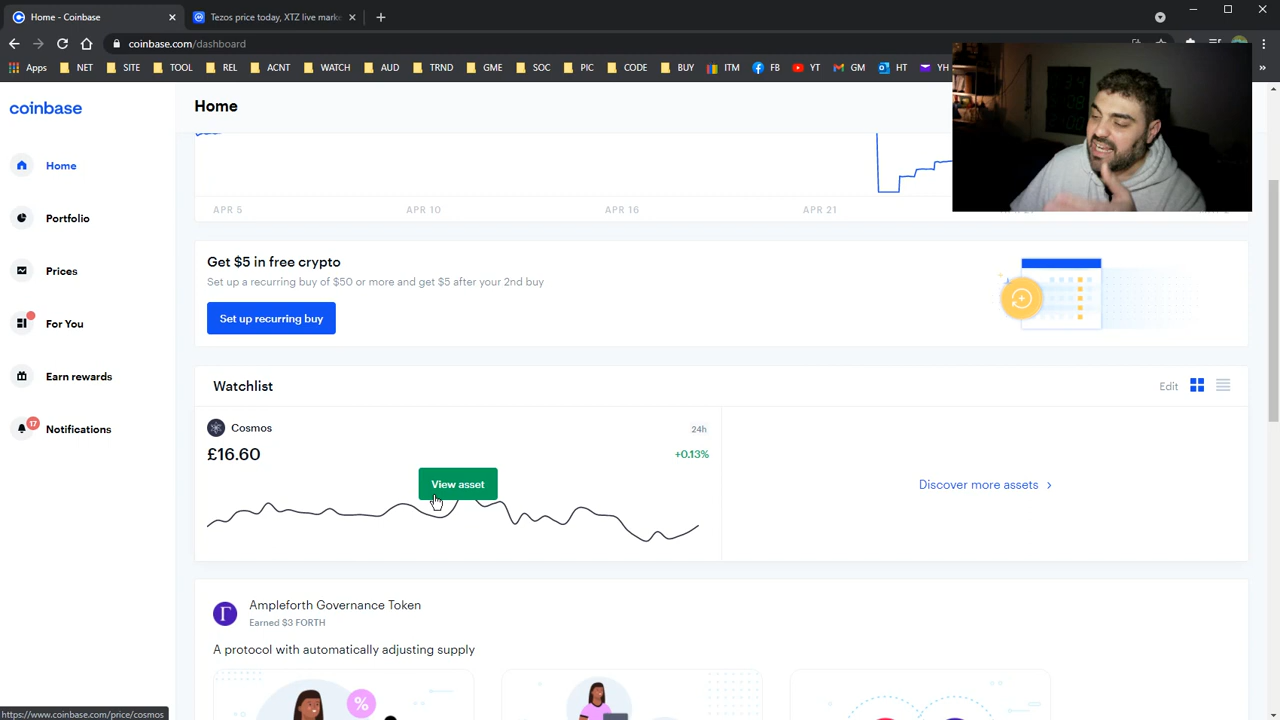 Home - Coinbase
Tezos price today, XTZ live marke
coinbase.com/dashboard
Apps NET SITE TOOL REL ACNT WATCH AUD TRV GME SOC PIC CODE BUY FB YT GM HT YH »
coinbase
Home
Home
Portfolio
Prices
For You
Earn rewards
17
Notifications
APR 5 APR 10 APR 16 APR 21
Get $5 in free crypto
Set up a recurring buy of $50 or more and get $5 after your 2nd buy
Set up recurring buy
Watchlist
Edit
Cosmos
24h
£16.60
+0.13%
View asset
Discover more assets
Ampleforth Governance Token
Earned $3 FORTH
A protocol with automatically adjusting supply
%
https://www.coinbase.com/price/cosmos